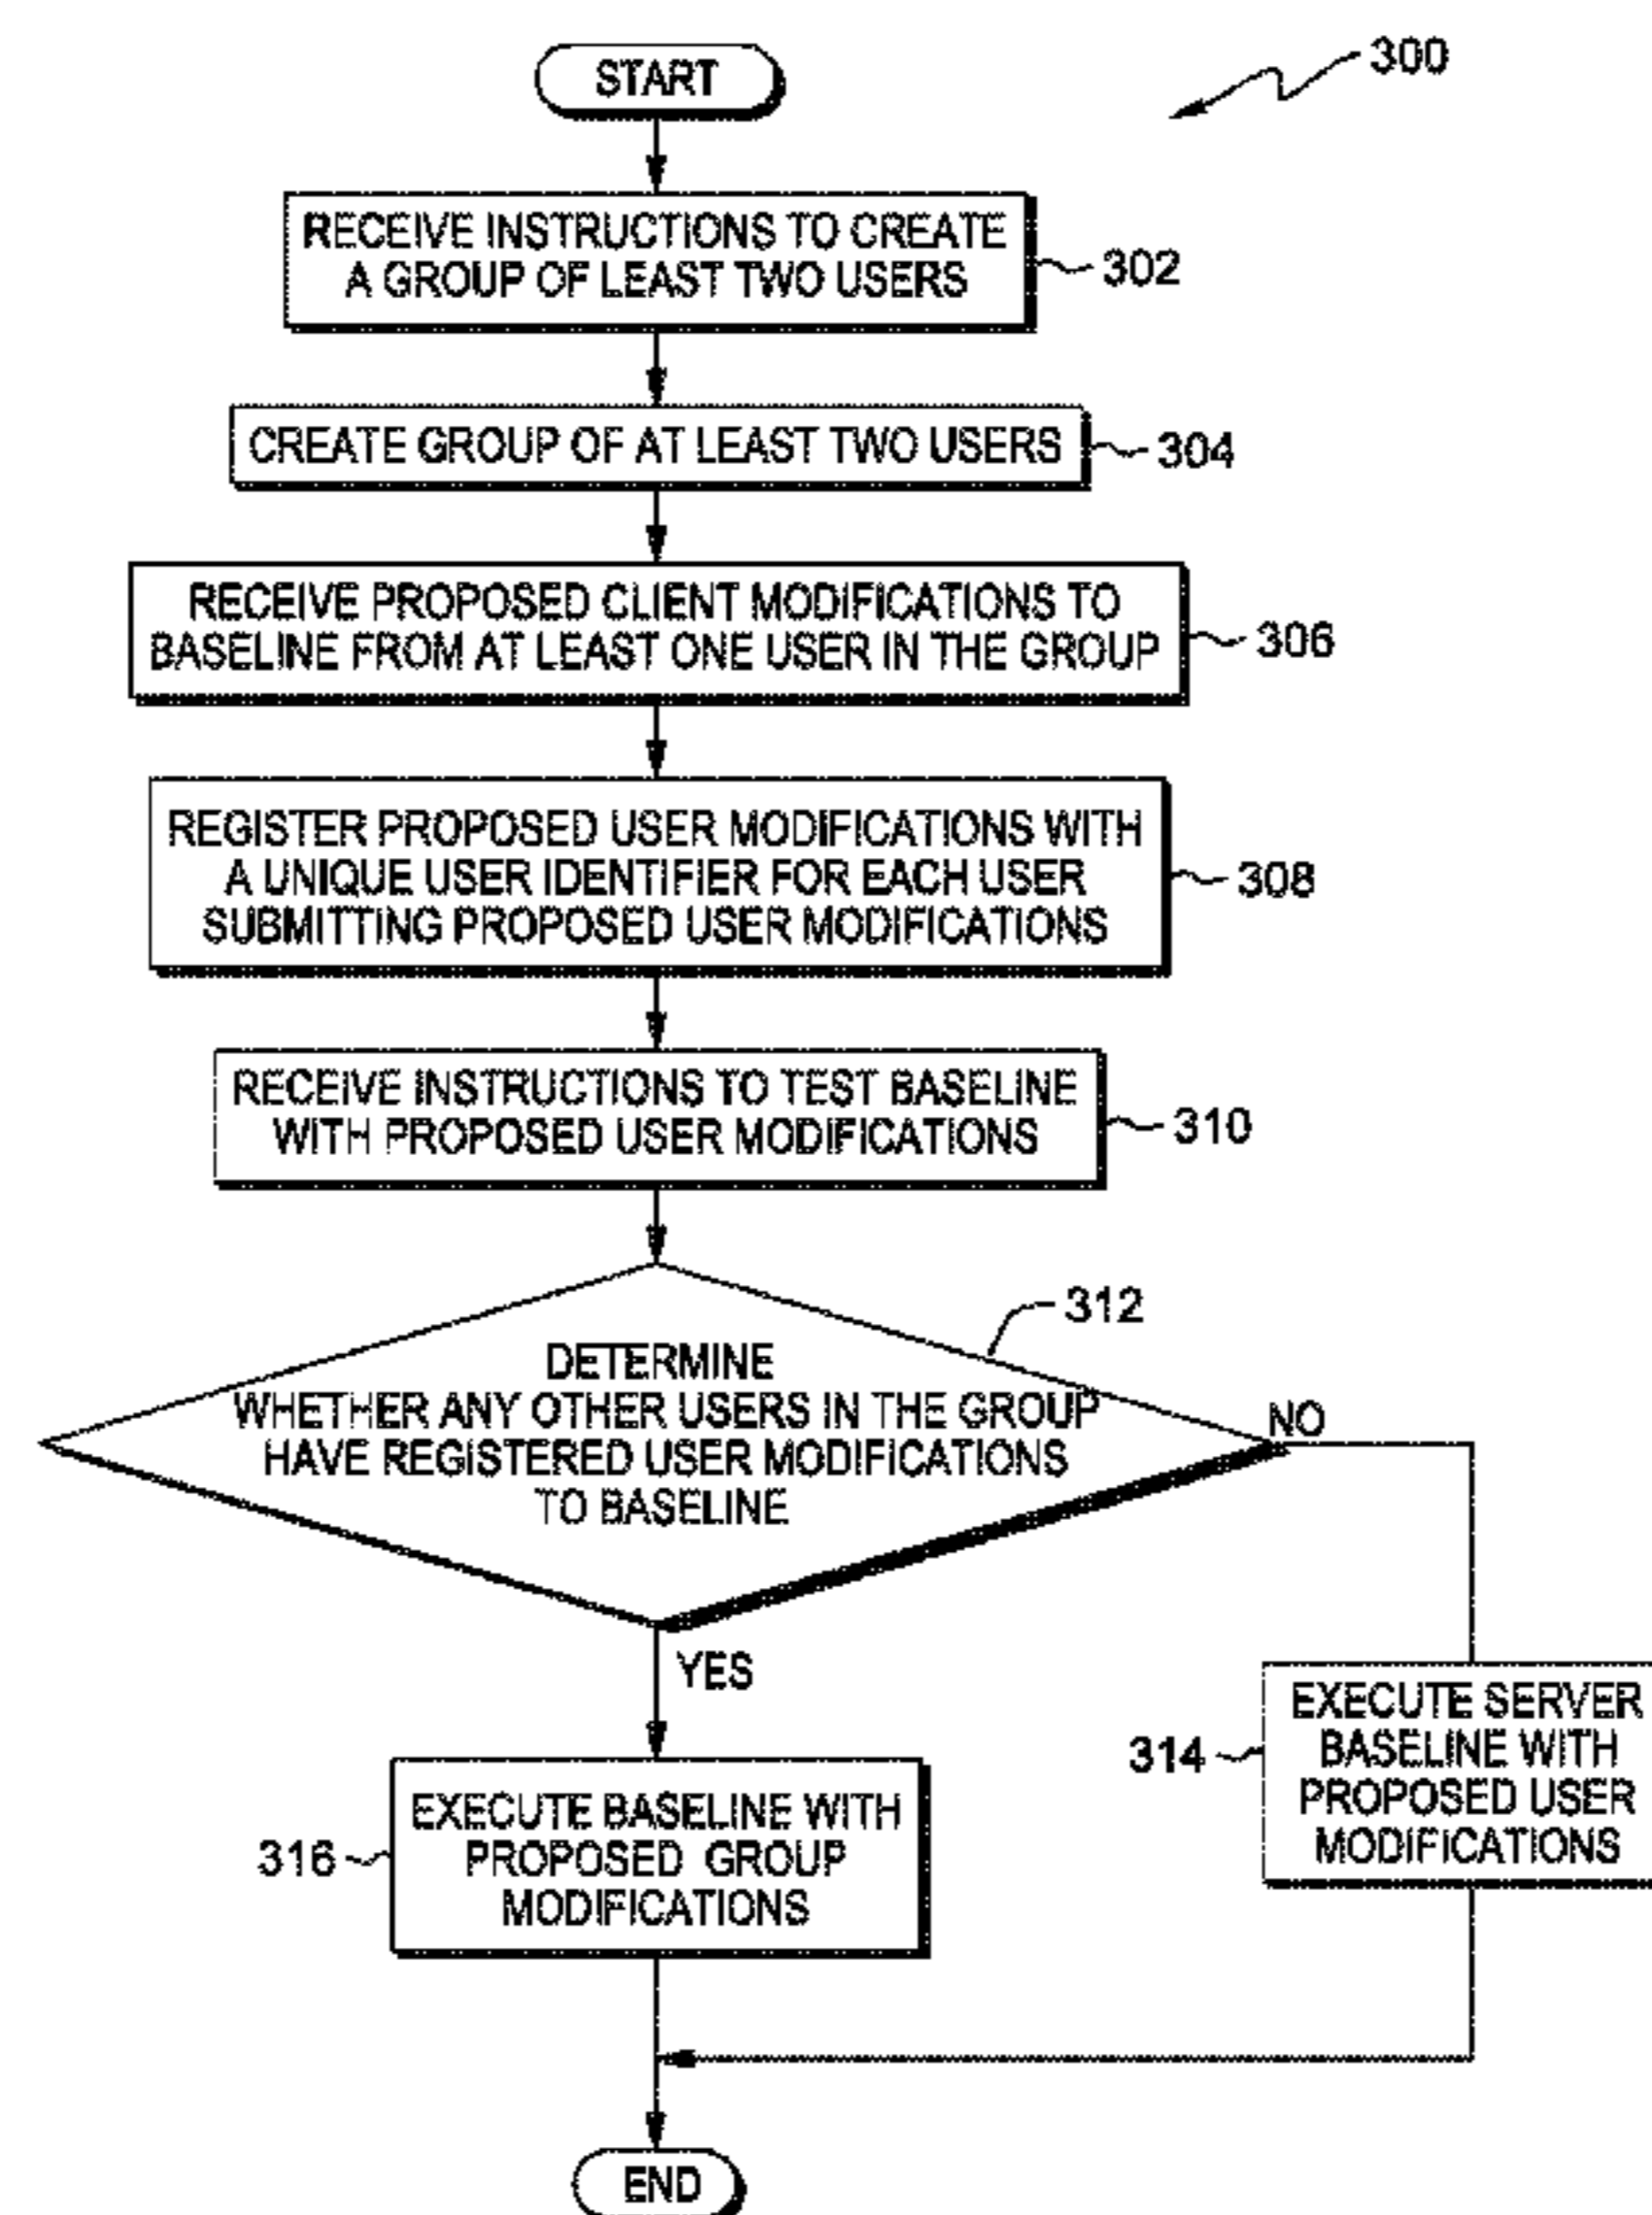 START
300
RECEIVE INSTRUCTIONS TO CREATE
A GROUP OF LEAST TWO USERS
302
CREATE GROUP OF AT LEAST TWO USERS
304
RECEIVE PROPOSED CLIENT MODIFICATIONS TO
BASELINE FROM AT LEAST ONE USER IN THE GROUP
306
REGISTER PROPOSED USER MODIFICATIONS WITH
A UNIQUE USER IDENTIFIER FOR EACH USER
SUBMITTING PROPOSED USER MODIFICATIONS
308
RECEIVE INSTRUCTIONS TO TEST BASELINE
WITH PROPOSED USER MODIFICATIONS
310
312
DETERMINE
WHETHER ANY OTHER USERS IN THE GROUP
HAVE REGISTERED USER MODIFICATIONS
TO BASELINE
NO
YES
EXECUTE SERVER
BASELINE WITH
PROPOSED USER
MODIFICATIONS
314
EXECUTE BASELINE WITH
PROPOSED GROUP
MODIFICATIONS
316
END